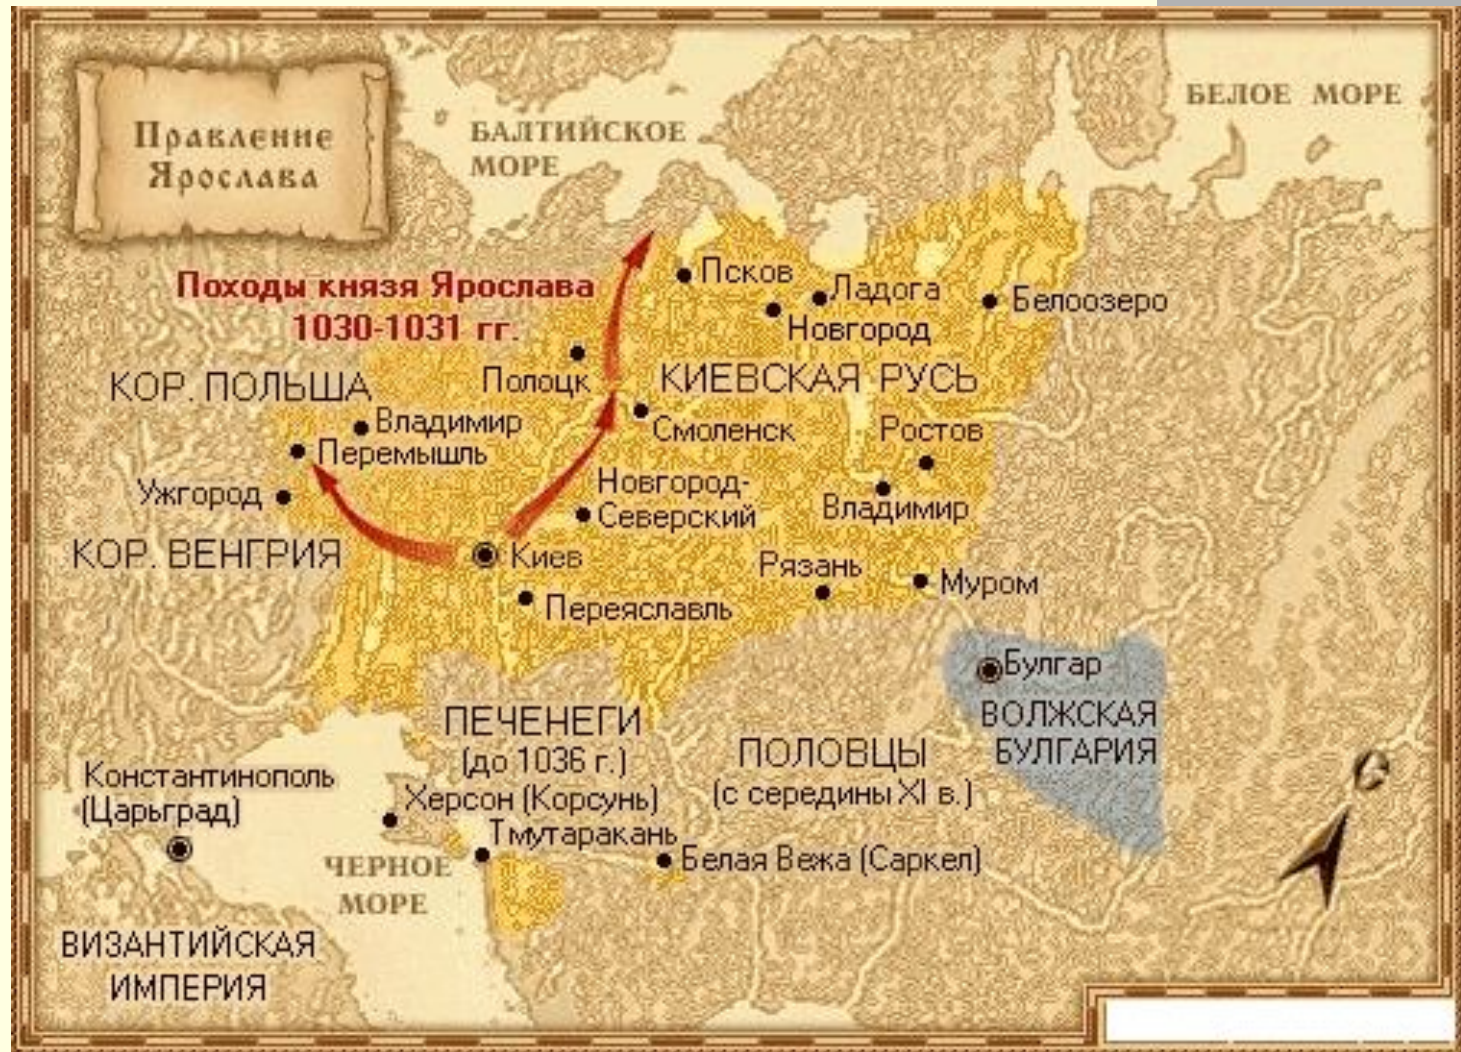 Правление
Ярослава
БАЛТИЙСКОЕ
МОРЕ
БЕЛОЕ МОРЕ
Походы князя Ярослава
1030-1031 гг.
Псков
Ладога
Новгород
Белоозеро
Полоцк
КИЕВСКАЯ РУСЬ
КОР. ПОЛЬША
Владимир
Перемышль
Смоленск
Ростов
Ужгород
Новгород-
Северский
Владимир
КОР. ВЕНГРИЯ
Киев
Рязань
Муром
Переяславль
Булгар
ВОЛЖСКАЯ
БУЛГАРИЯ
ПЕЧЕНЕГИ
(до 1036 г.)
ПОЛОВЦЫ
(с середины XI в.)
Константинополь
(Царьград)
Херсон (Корсунь)
Тмутаракань
Белая Вежа (Саркел)
ЧЕРНОЕ
МОРЕ
ВИЗАНТИЙСКАЯ
ИМПЕРИЯ
С